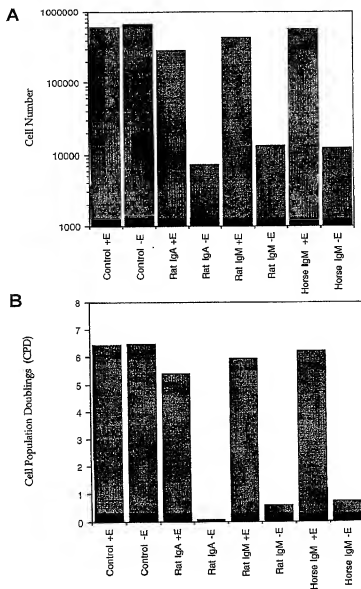 A
1000000
100000
10000
1000
Cell Number
Control +E
Control -E
Rat IgA +E
Rat IgA -E
Rat IgM +E
Rat IgM -E
Horse IgM +E
Horse IgM -E
B
8
7
6
5
4
3
2
1
0
Cell Population Doublings (CPD)
Control +E
Control -E
Rat IgA +E
Rat IgA -E
Rat IgM +E
Rat IgM -E
Horse IgM +E
Horse IgM -E